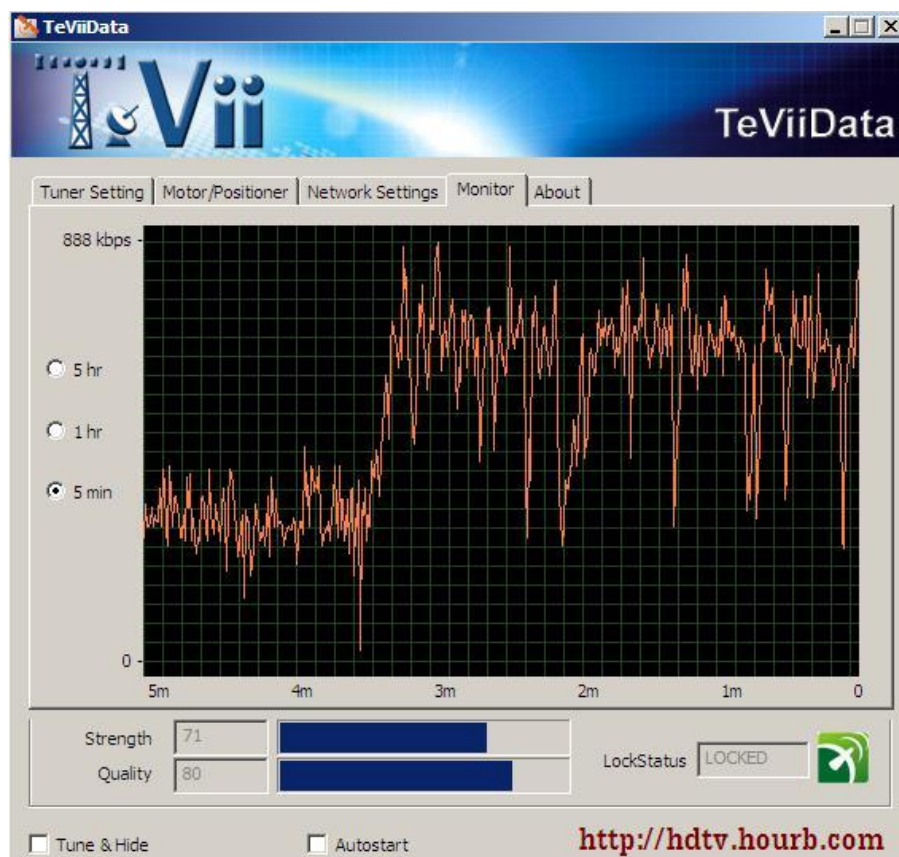 TeViiData
TeVii
TeViiData
Tuner Setting Motor/Positioner Network Settings Monitor About
888 kbps
5 hr
1 hr
5 min
0
5m 4m 3m 2m 1m 0
Strength 71
Quality 80
LockStatus LOCKED
Tune & Hide Autostart
http://hdtv.hourb.com